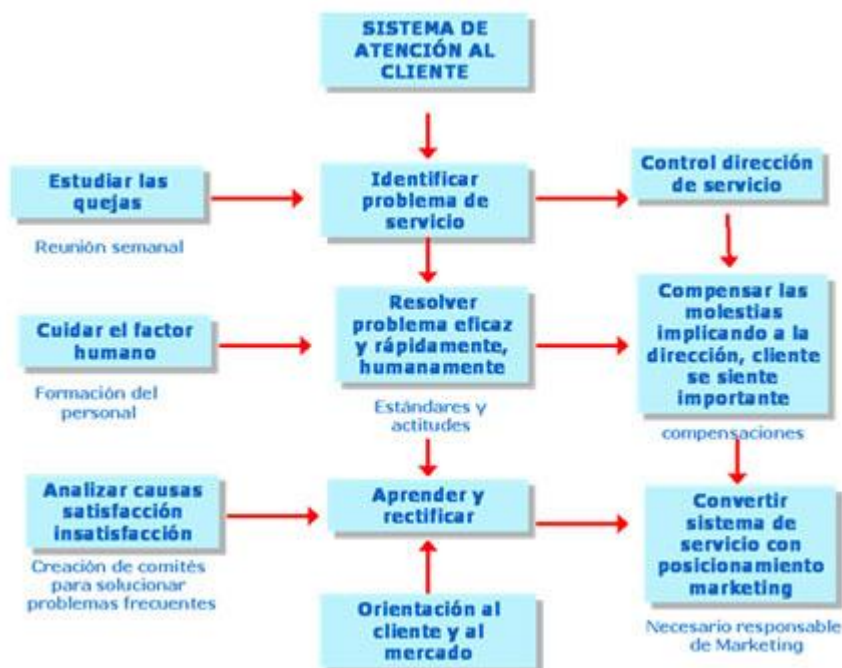 SISTEMA DE
ATENCIÓN AL
CLIENTE
Estudiar las
quejas
Reunión semanal
Identificar
problema de
servicio
Control dirección
de servicio
Cuidar el factor
humano
Formación del
personal
Resolver
problema eficaz
y rápidamente,
humanamente
Estándares y
actitudes
Compensar las
molestias
implicando a la
dirección, cliente
se siente
importante
compensaciones
Analizar causas
satisfacción
insatisfacción
Creación de comités
para solucionar
problemas frecuentes
Aprender y
rectificar
Convertir
sistema de
servicio con
posicionamiento
marketing
Necesario responsable
de Marketing
Orientación al
cliente y al
mercado